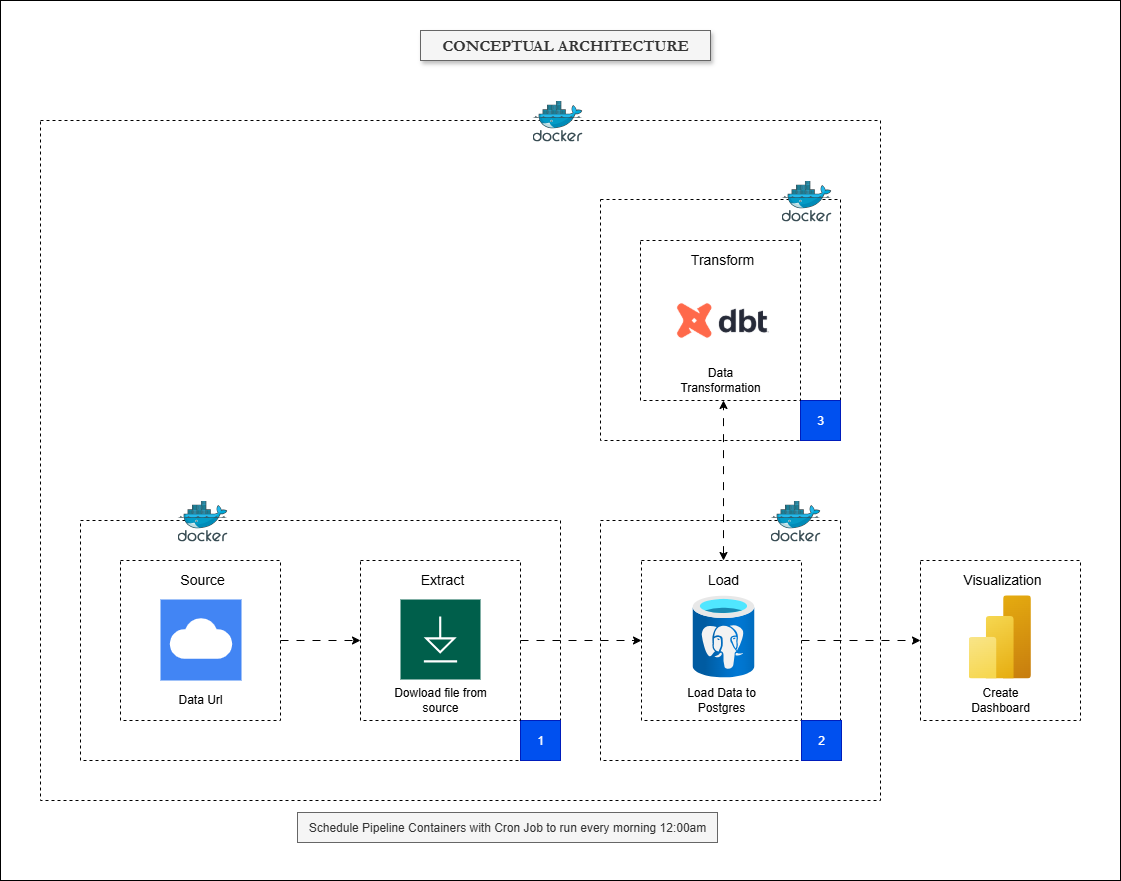 CONCEPTUAL ARCHITECTURE
docker
docker
Transform
dbt
Data
Transformation
3
docker
docker
Source
Extract
Load
Visualization
Data Url
Dowload file from
source
Load Data to
Postgres
Create
Dashboard
1
2
Schedule Pipeline Containers with Cron Job to run every morning 12:00am